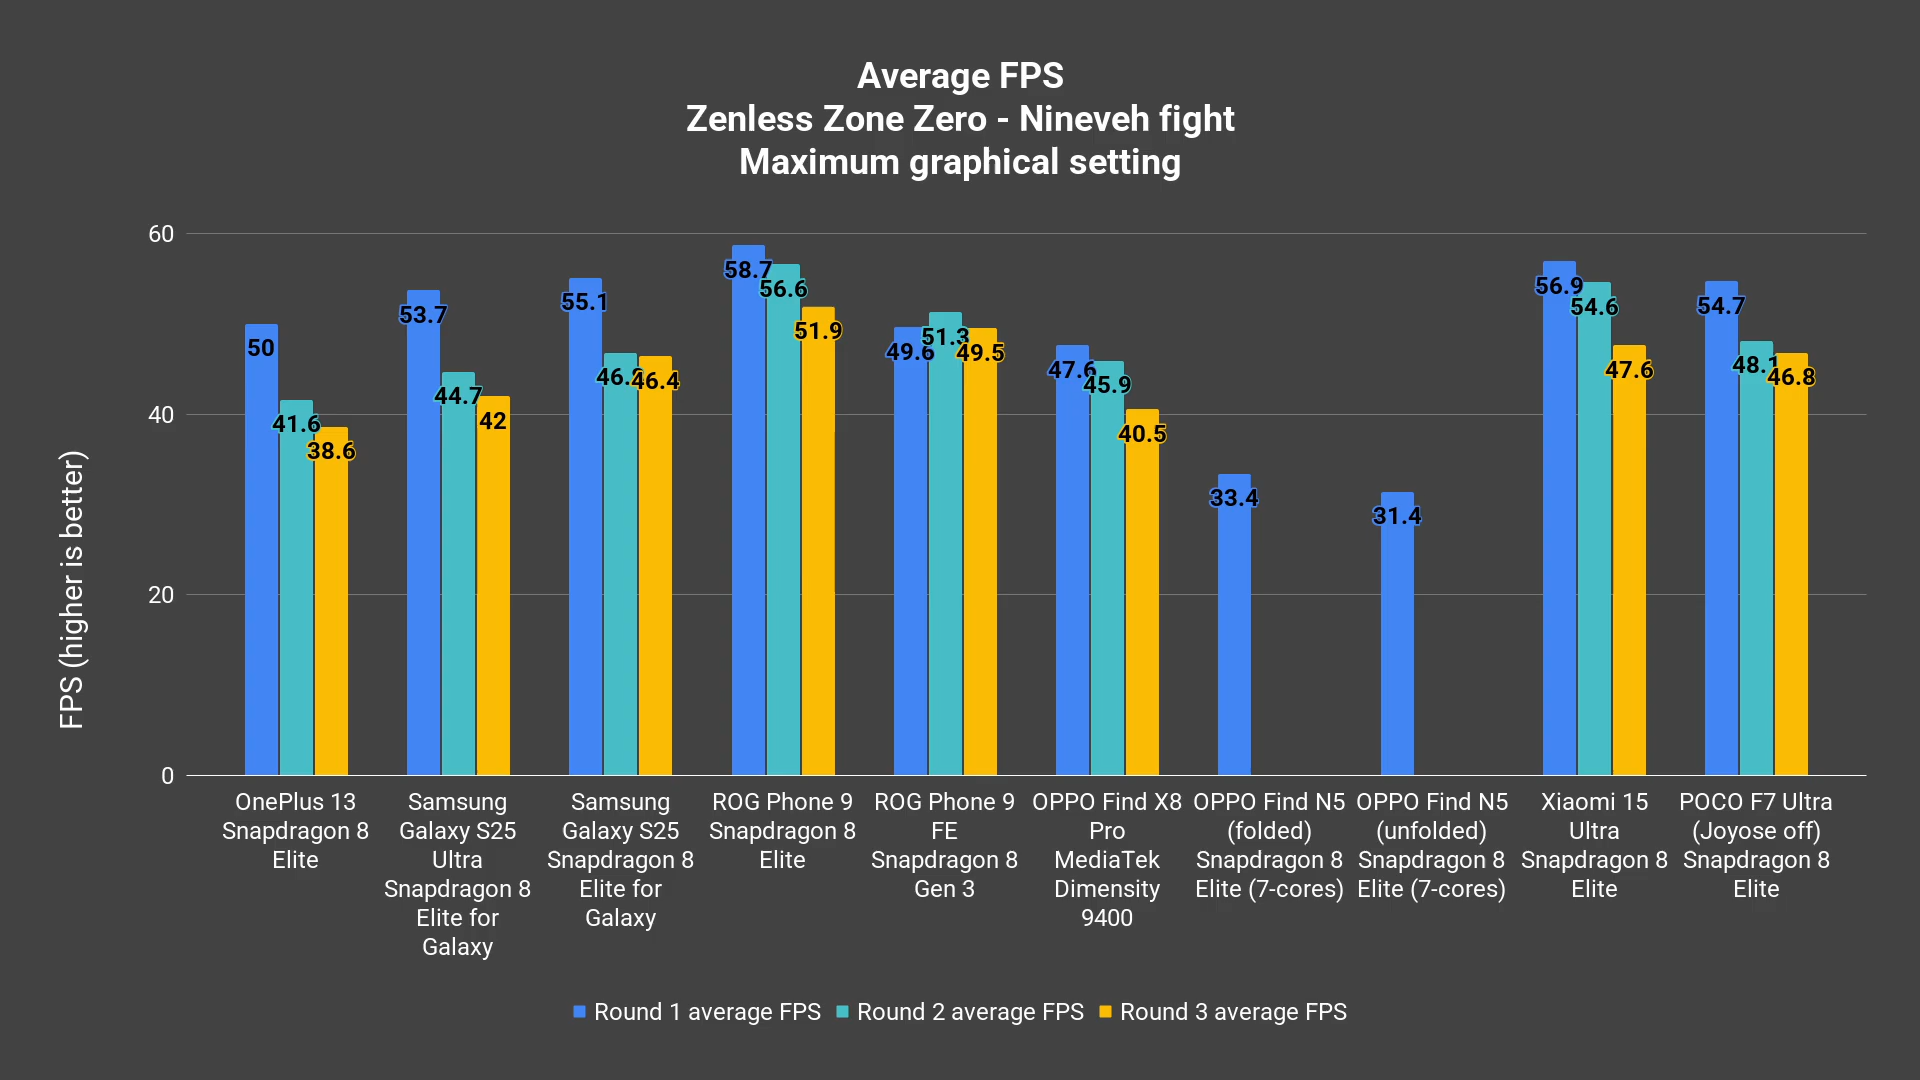 Average FPS
Zenless Zone Zero - Nineveh fight
Maximum graphical setting
FPS (higher is better)
60
40
20
0
50
41.6
38.6
53.7
44.7
42
55.1
46.4
58.7
56.6
51.9
49.6
51.3
49.5
47.6
45.9
40.5
33.4
31.4
56.9
54.6
47.6
54.7
48.1
46.8
OnePlus 13
Snapdragon 8
Elite
Samsung
Galaxy S25
Ultra
Snapdragon 8
Elite for
Galaxy
Samsung
Galaxy S25
Snapdragon 8
Elite for
Galaxy
ROG Phone 9
Snapdragon 8
Elite
ROG Phone 9
FE
Snapdragon 8
Gen 3
OPPO Find X8
Pro
MediaTek
Dimensity
9400
OPPO Find N5
(folded)
Snapdragon 8
Elite (7-cores)
OPPO Find N5
(unfolded)
Snapdragon 8
Elite (7-cores)
Xiaomi 15
Ultra
Snapdragon 8
Elite
POCO F7 Ultra
(Joyose off)
Snapdragon 8
Elite
Round 1 average FPS
Round 2 average FPS
Round 3 average FPS